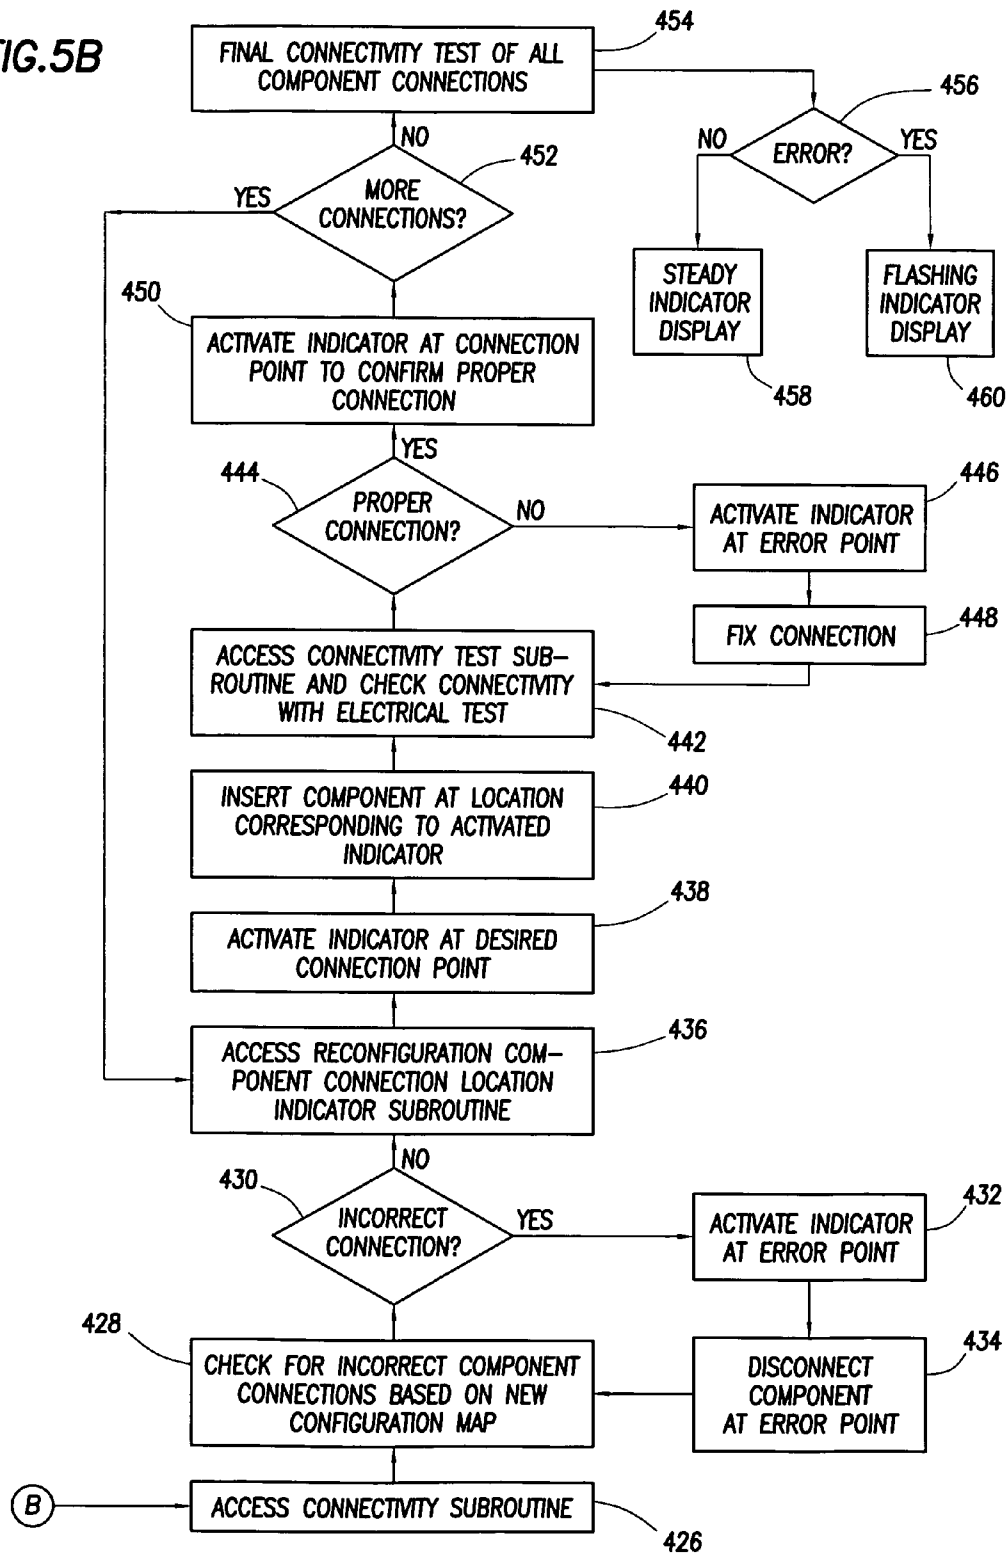 FIG.5B
FINAL CONNECTIVITY TEST OF ALL
COMPONENT CONNECTIONS
454
456
ERROR?
NO
YES
NO
452
MORE
CONNECTIONS?
YES
STEADY
INDICATOR
DISPLAY
458
FLASHING
INDICATOR
DISPLAY
460
450
ACTIVATE INDICATOR AT CONNECTION
POINT TO CONFIRM PROPER
CONNECTION
YES
444
PROPER
CONNECTION?
NO
446
ACTIVATE INDICATOR
AT ERROR POINT
448
FIX CONNECTION
ACCESS CONNECTIVITY TEST SUB-
ROUTINE AND CHECK CONNECTIVITY
WITH ELECTRICAL TEST
442
INSERT COMPONENT AT LOCATION
CORRESPONDING TO ACTIVATED
INDICATOR
440
438
ACTIVATE INDICATOR AT DESIRED
CONNECTION POINT
436
ACCESS RECONFIGURATION COM-
PONENT CONNECTION LOCATION
INDICATOR SUBROUTINE
NO
430
INCORRECT
CONNECTION?
YES
432
ACTIVATE INDICATOR
AT ERROR POINT
428
CHECK FOR INCORRECT COMPONENT
CONNECTIONS BASED ON NEW
CONFIGURATION MAP
434
DISCONNECT
COMPONENT
AT ERROR POINT
B
ACCESS CONNECTIVITY SUBROUTINE
426